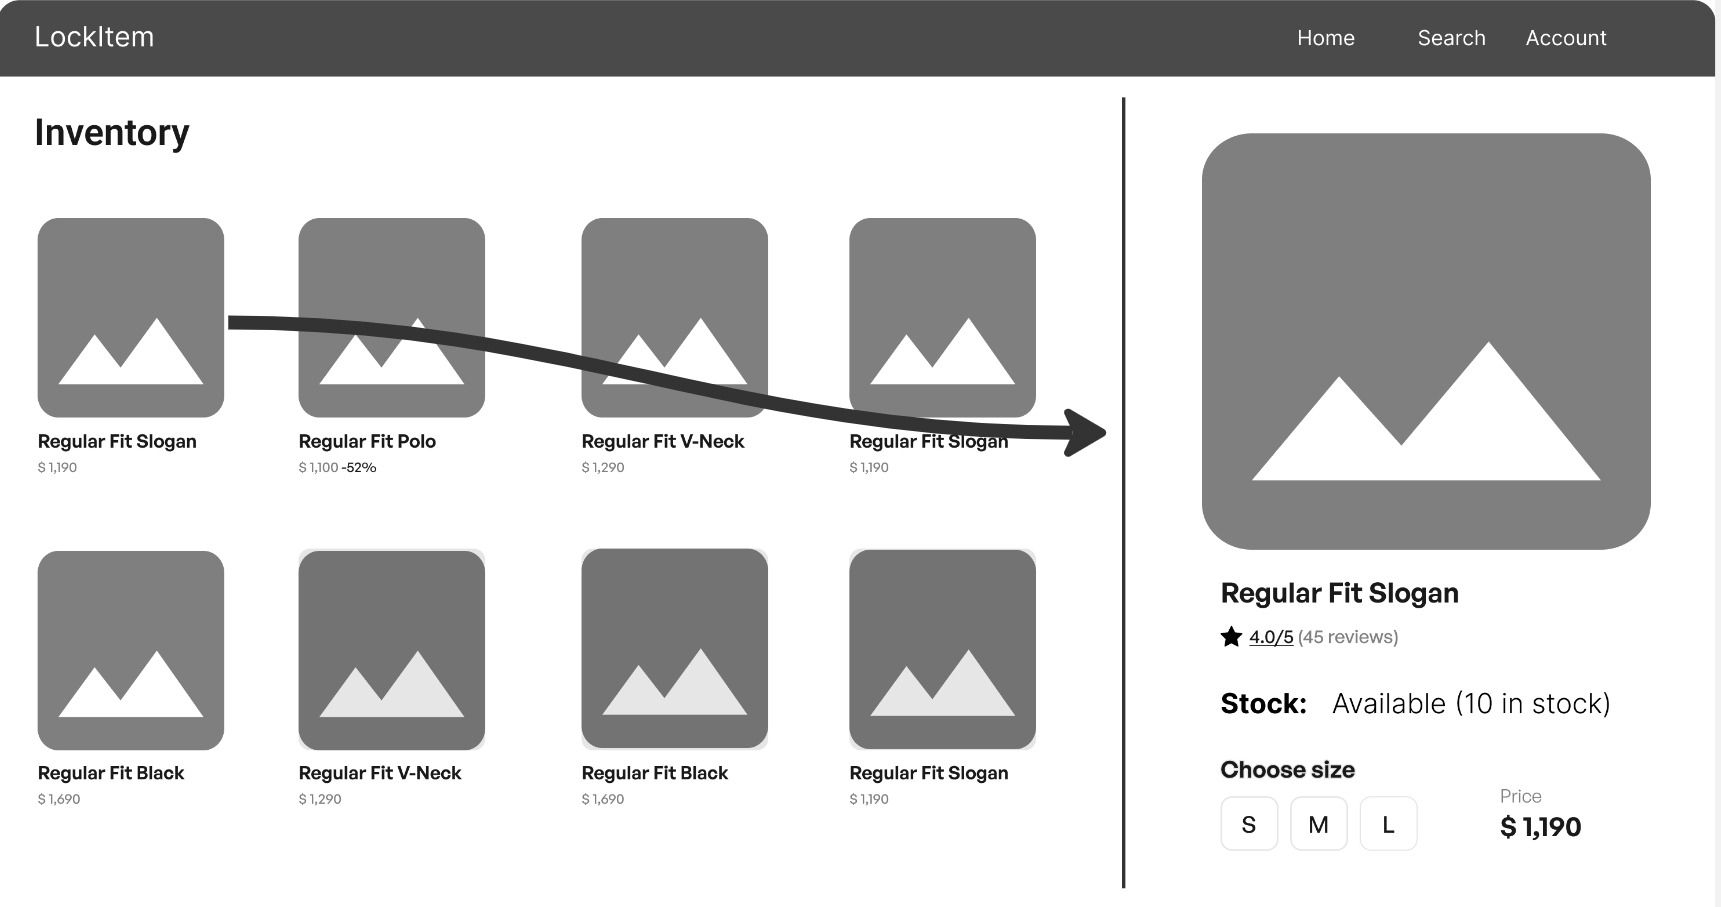 LockItem
Home Search Account
Inventory
Regular Fit Slogan
$ 1,190
Regular Fit Polo
$ 1,100 -52%
Regular Fit V-Neck
$ 1,290
Regular Fit Slogan
$ 1,190
Regular Fit Black
$ 1,690
Regular Fit V-Neck
$ 1,290
Regular Fit Black
$ 1,690
Regular Fit Slogan
$ 1,190
Regular Fit Slogan
4.0/5 (45 reviews)
Stock: Available (10 in stock)
Choose size
S M L
Price
$ 1,190